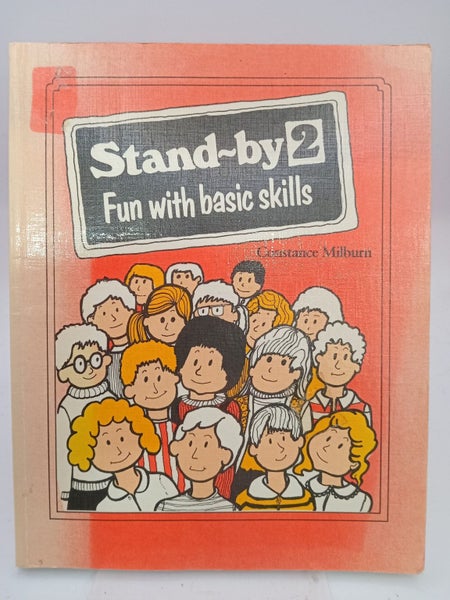 Stand~by 2
Fun with basic skills
Constance Milburn